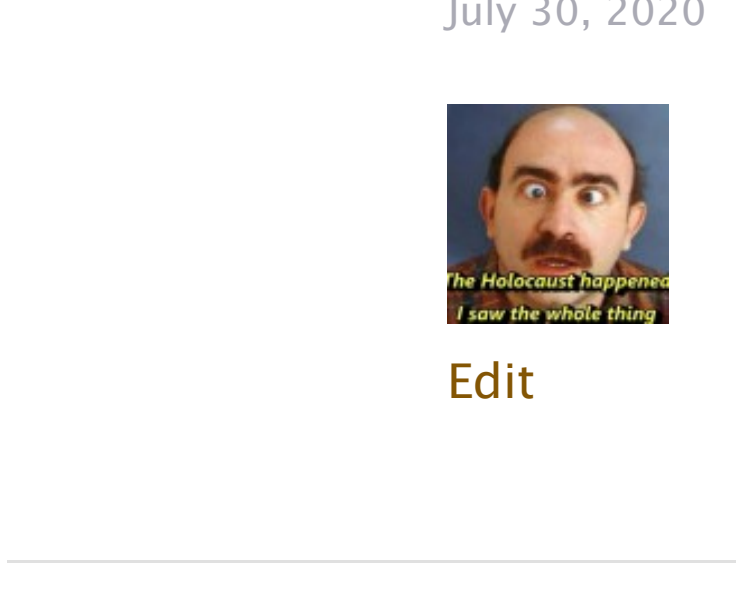 July 30, 2020
The Holocaust happened
I saw the whole thing
Edit